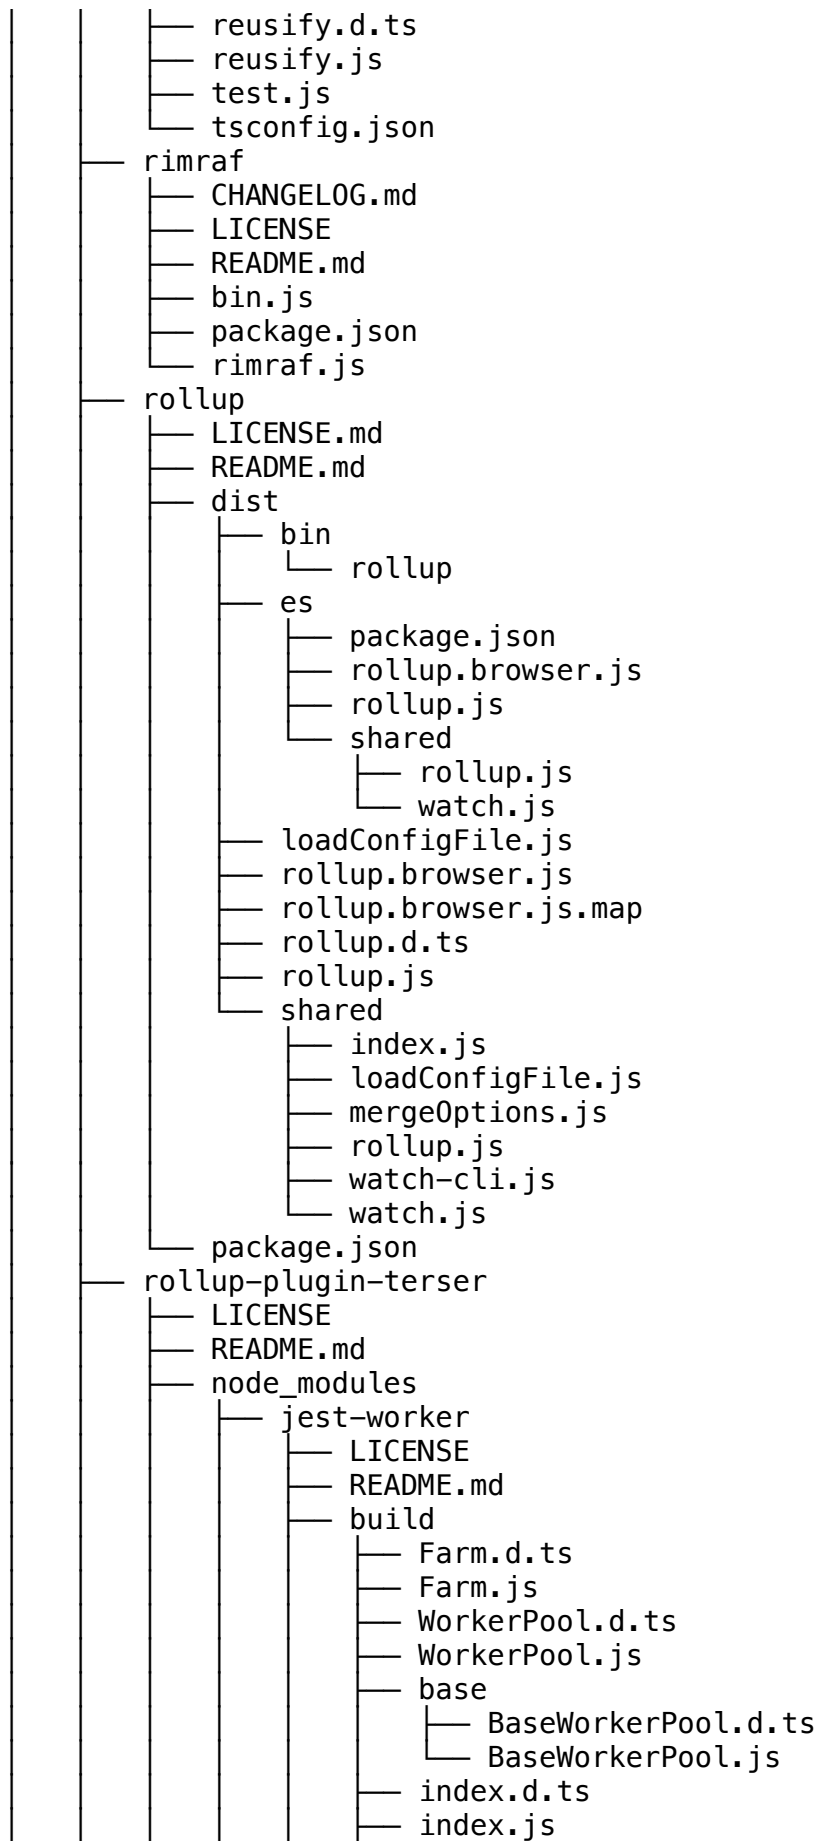 │   │   ├── reusify.d.ts
│   │   ├── reusify.js
│   │   ├── test.js
│   │   └── tsconfig.json
│   ├── rimraf
│   │   ├── CHANGELOG.md
│   │   ├── LICENSE
│   │   ├── README.md
│   │   ├── bin.js
│   │   ├── package.json
│   │   └── rimraf.js
│   ├── rollup
│   │   ├── LICENSE.md
│   │   ├── README.md
│   │   ├── dist
│   │   │   ├── bin
│   │   │   │   └── rollup
│   │   │   ├── es
│   │   │   │   ├── package.json
│   │   │   │   ├── rollup.browser.js
│   │   │   │   ├── rollup.js
│   │   │   │   └── shared
│   │   │   │       ├── rollup.js
│   │   │   │       └── watch.js
│   │   │   ├── loadConfigFile.js
│   │   │   ├── rollup.browser.js
│   │   │   ├── rollup.browser.js.map
│   │   │   ├── rollup.d.ts
│   │   │   ├── rollup.js
│   │   │   └── shared
│   │   │       ├── index.js
│   │   │       ├── loadConfigFile.js
│   │   │       ├── mergeOptions.js
│   │   │       ├── rollup.js
│   │   │       ├── watch-cli.js
│   │   │       └── watch.js
│   │   └── package.json
│   ├── rollup-plugin-terser
│   │   ├── LICENSE
│   │   ├── README.md
│   │   ├── node_modules
│   │   │   ├── jest-worker
│   │   │   │   ├── LICENSE
│   │   │   │   ├── README.md
│   │   │   │   ├── build
│   │   │   │   │   ├── Farm.d.ts
│   │   │   │   │   ├── Farm.js
│   │   │   │   │   ├── WorkerPool.d.ts
│   │   │   │   │   ├── WorkerPool.js
│   │   │   │   │   ├── base
│   │   │   │   │   │   ├── BaseWorkerPool.d.ts
│   │   │   │   │   │   └── BaseWorkerPool.js
│   │   │   │   │   ├── index.d.ts
│   │   │   │   │   ├── index.js